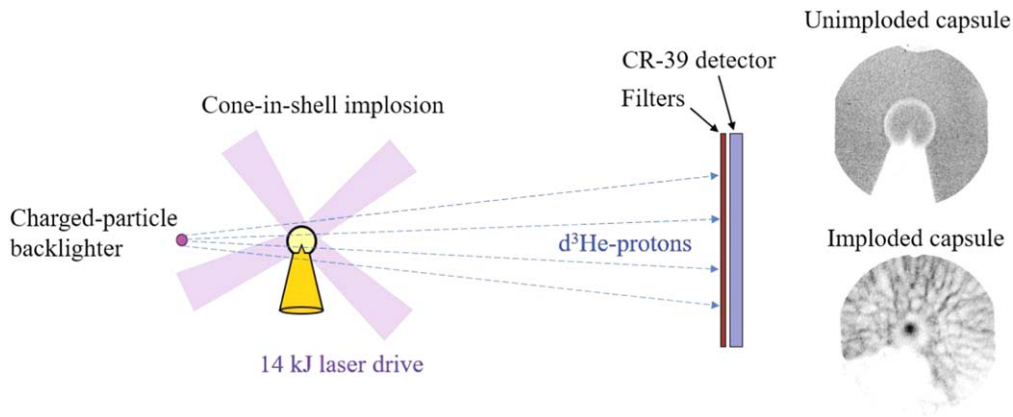 Unimploded capsule
CR-39 detector
Filters
Cone-in-shell implosion
Charged-particle
backlighter
d³He-protons
Imploded capsule
14 kJ laser drive